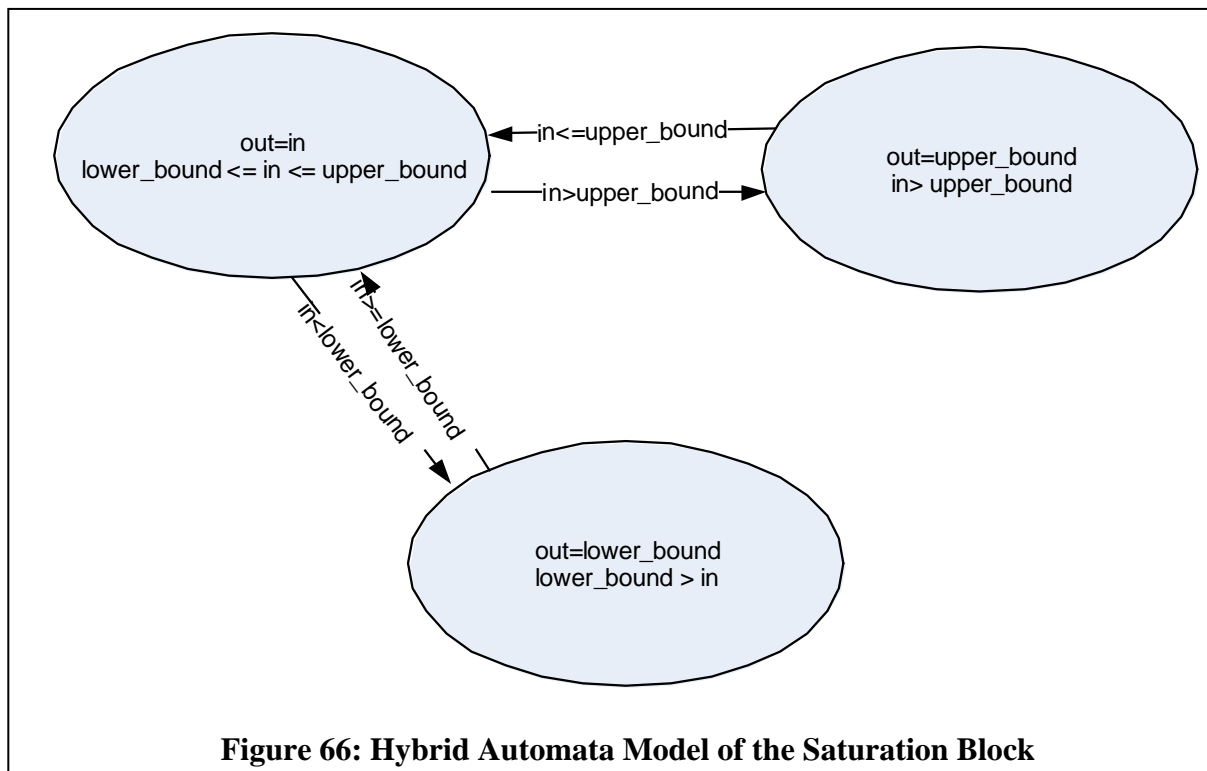 out=in
lower_bound <= in <= upper_bound
in<=upper_bound
in>upper_bound
out=upper_bound
in> upper_bound
in<lower_bound
in>=lower_bound
out=lower_bound
lower_bound > in
Figure 66: Hybrid Automata Model of the Saturation Block